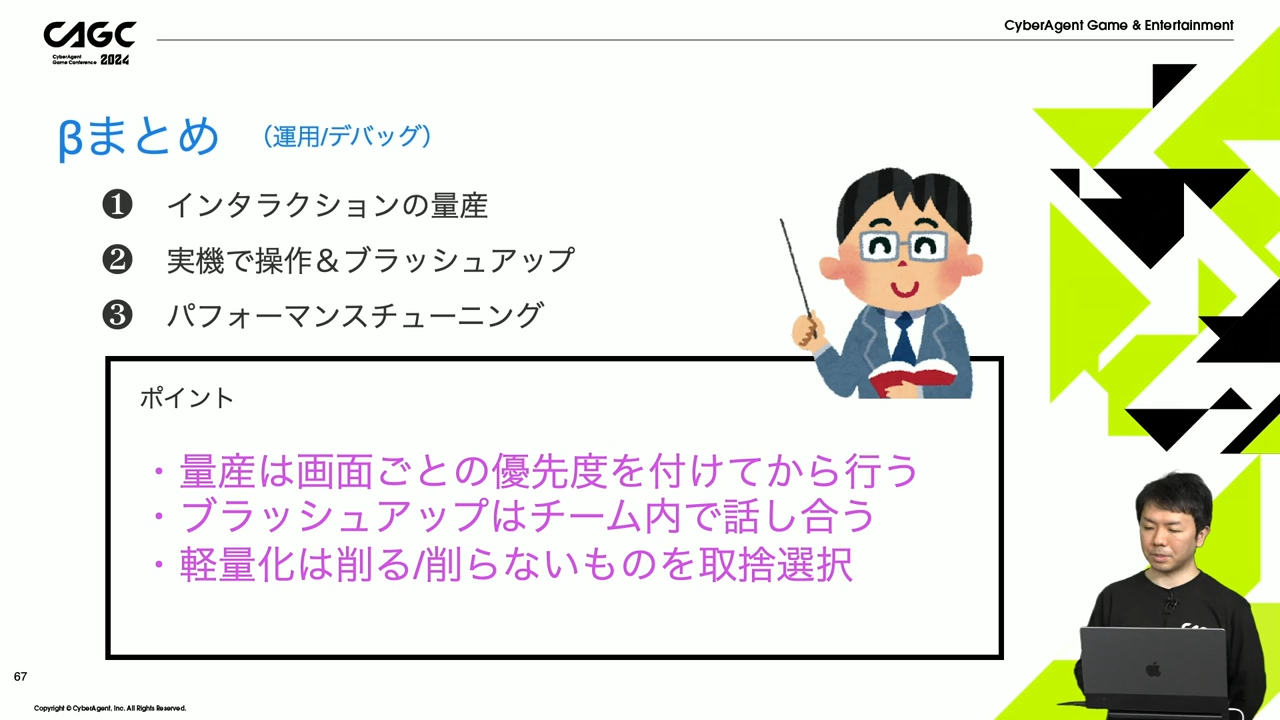 CAGC
CyberAgent
Game Conference 2024
CyberAgent Game & Entertainment
βまとめ （運用/デバッグ）
❶ インタラクションの量産
❷ 実機で操作＆ブラッシュアップ
❸ パフォーマンスチューニング
ポイント
・量産は画面ごとの優先度を付けてから行う
・ブラッシュアップはチーム内で話し合う
・軽量化は削る/削らないものを取捨選択
67
Copyright © CyberAgent, Inc. All Rights Reserved.